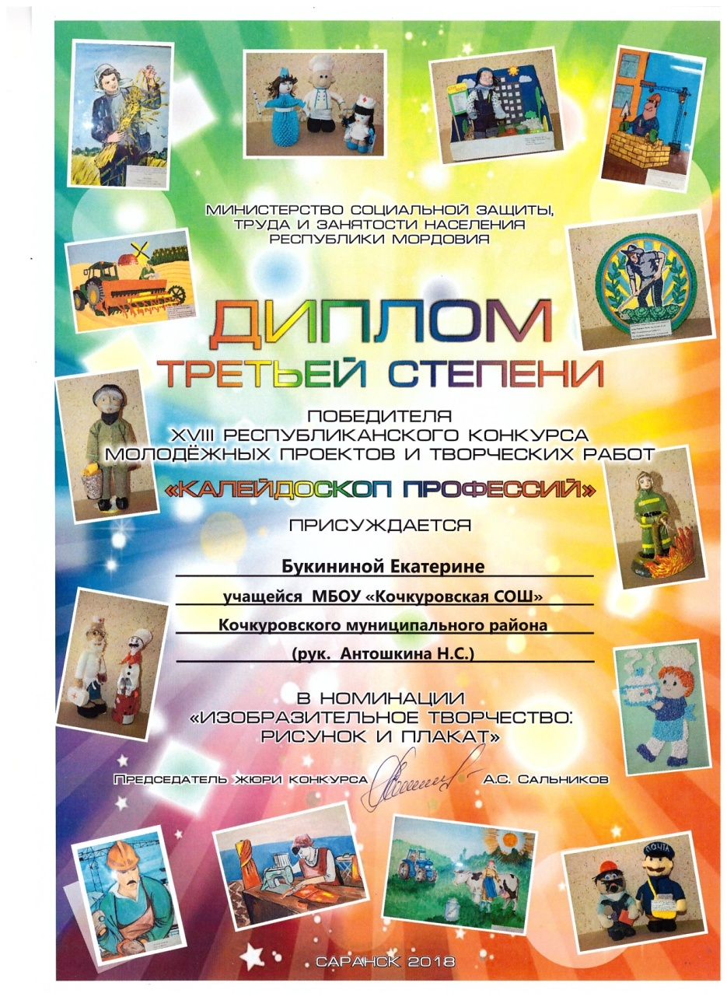 МИНИСТЕРСТВО СОЦИАЛЬНОЙ ЗАЩИТЫ,
ТРУДА И ЗАНЯТОСТИ НАСЕЛЕНИЯ
РЕСПУБЛИКИ МОРДОВИЯ
ДИПЛОМ
ТРЕТЬЕЙ СТЕПЕНИ
ПОБЕДИТЕЛЯ
XVIII РЕСПУБЛИКАНСКОГО КОНКУРСА
МОЛОДЁЖНЫХ ПРОЕКТОВ И ТВОРЧЕСКИХ РАБОТ
«КАЛЕЙДОСКОП ПРОФЕССИЙ»
ПРИСУЖДАЕТСЯ
Букининой Екатерине
учащейся МБОУ «Кочкуровская СОШ»
Кочкуровского муниципального района
(рук. Антошкина Н.С.)
В НОМИНАЦИИ
«ИЗОБРАЗИТЕЛЬНОЕ ТВОРЧЕСТВО:
РИСУНОК И ПЛАКАТ»
Председатель жюри конкурса А.С. Сальников
ПОЧТА
САРАНСК 2018